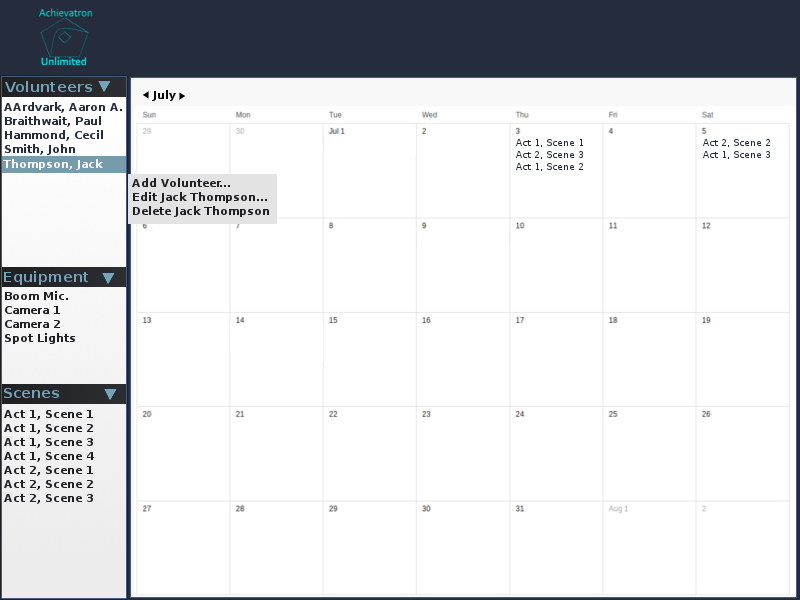 Achievatron
Unlimited
Volunteers
AArdvark, Aaron A.
Braithwait, Paul
Hammond, Cecil
Smith, John
Thompson, Jack
Add Volunteer...
Edit Jack Thompson...
Delete Jack Thompson
Equipment
Boom Mic.
Camera 1
Camera 2
Spot Lights
Scenes
Act 1, Scene 1
Act 1, Scene 2
Act 1, Scene 3
Act 1, Scene 4
Act 2, Scene 1
Act 2, Scene 2
Act 2, Scene 3
July
Sun Mon Tue Wed Thu Fri Sat
29 30 Jul 1 2 3 4 5
Act 1, Scene 1 Act 2, Scene 2
Act 2, Scene 3 Act 1, Scene 3
Act 1, Scene 2
6 7 8 9 10 11 12
13 14 15 16 17 18 19
20 21 22 23 24 25 26
27 28 29 30 31 Aug 1 2